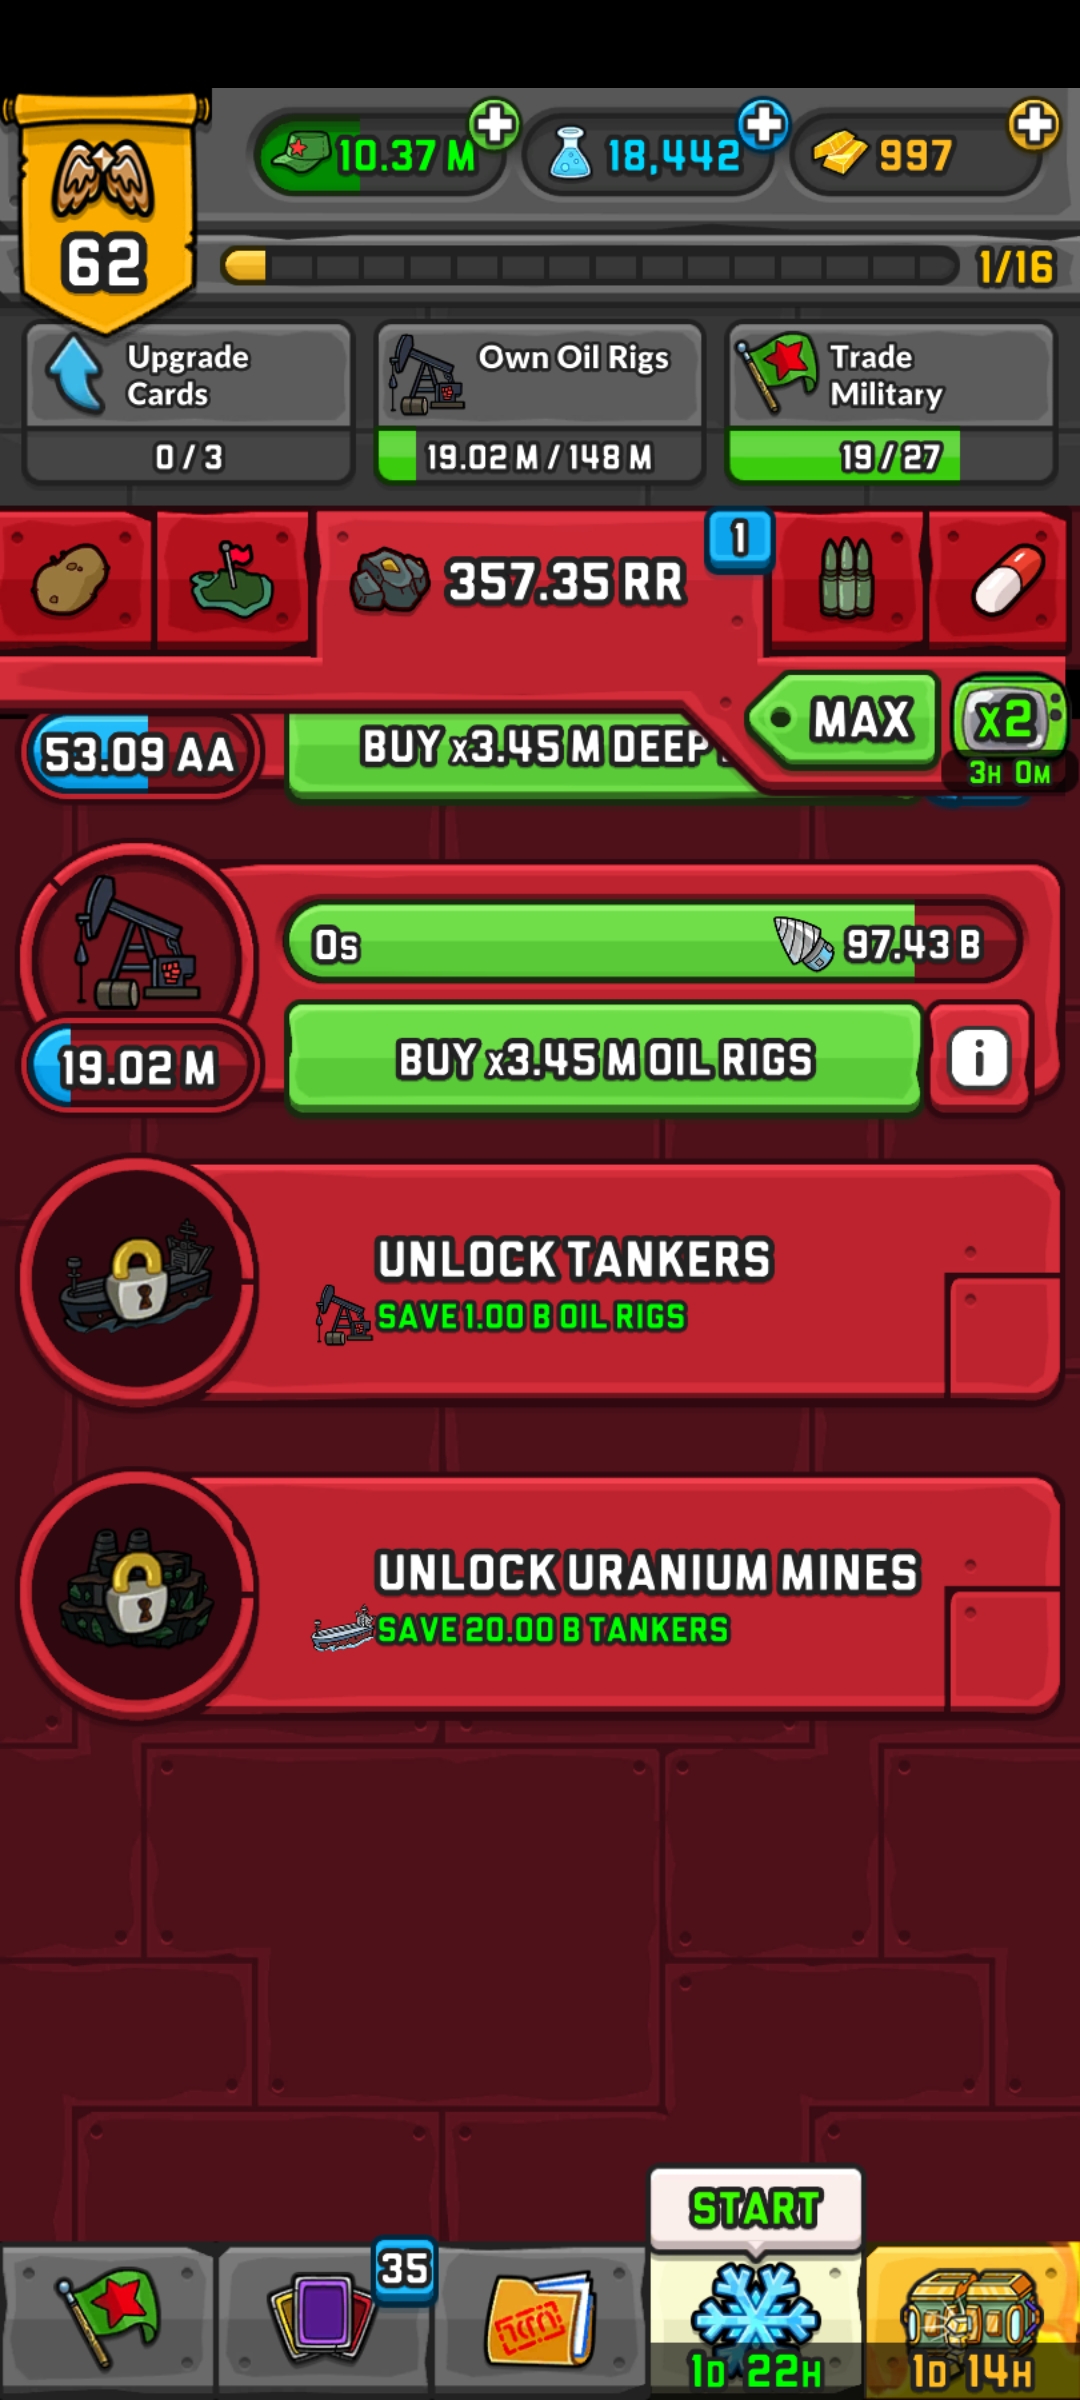 10.37 M
18,442
997
62
1/16
Upgrade
Cards
0 / 3
Own Oil Rigs
19.02 M / 148 M
Trade
Military
19 / 27
357.35 RR
1
MAX
x2
3H 0M
53.09 AA
BUY x3.45 M DEEP
0s
97.43 B
19.02 M
BUY x3.45 M OIL RIGS
i
UNLOCK TANKERS
SAVE 1.00 B OIL RIGS
UNLOCK URANIUM MINES
SAVE 20.00 B TANKERS
START
35
1D 22H
1D 14H